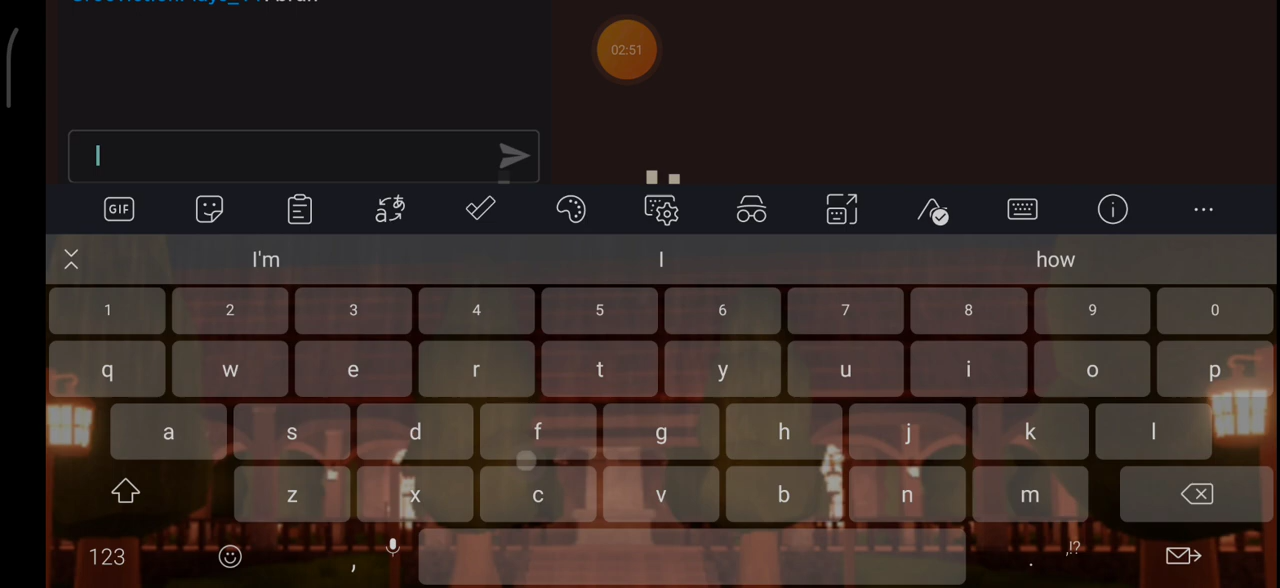 02:51
GIF
I'm I how
1 2 3 4 5 6 7 8 9 0
q w e r t y u i o p
a s d f g h j k l
z x c v b n m
123 , . ,!?